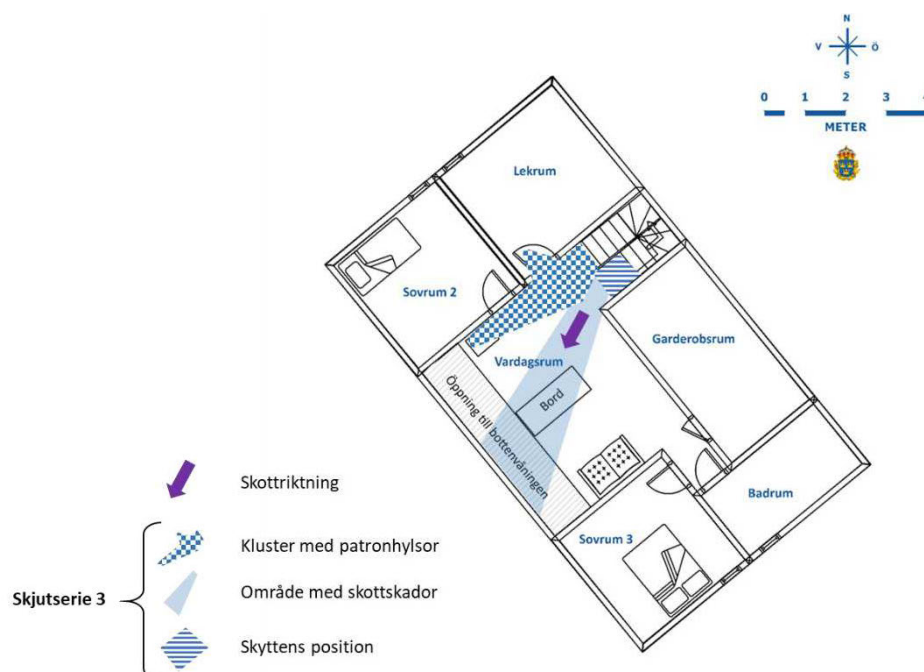 N
V Ö
S
0 1 2 3
METER
Lekrum
Sovrum 2
Garderobsrum
Vardagsrum
Bord
Öppning till bottenvåningen
Badrum
Sovrum 3
Skottriktning
Kluster med patronhylsor
Område med skottskador
Skyttens position
Skjutserie 3